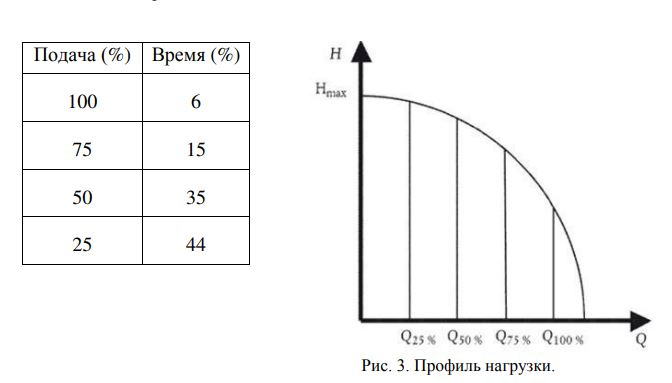 Подача (%) Время (%)
100 6
75 15
50 35
25 44
H
Hmax
Q25 % Q50 % Q75 % Q100 % Q
Рис. 3. Профиль нагрузки.